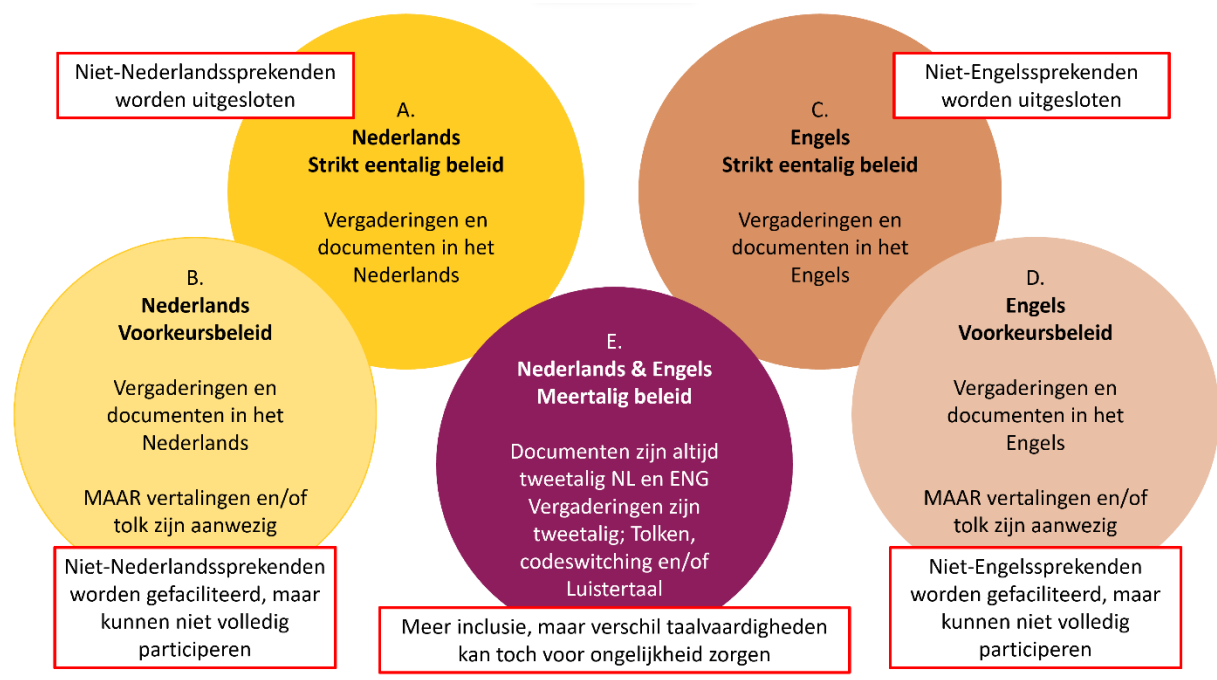 Niet-Nederlandssprekenden
worden uitgesloten
A.
Nederlands
Strikt eentalig beleid
Vergaderingen en
documenten in het
Nederlands
Niet-Engelssprekenden
worden uitgesloten
C.
Engels
Strikt eentalig beleid
Vergaderingen en
documenten in het
Engels
B.
Nederlands
Voorkeursbeleid
Vergaderingen en
documenten in het
Nederlands
MAAR vertalingen en/of
tolk zijn aanwezig
Niet-Nederlandssprekenden
worden gefaciliteerd, maar
kunnen niet volledig
participeren
E.
Nederlands & Engels
Meertalig beleid
Documenten zijn altijd
tweetalig NL en ENG
Vergaderingen zijn
tweetalig; Tolken,
codeswitching en/of
Luistertaal
Meer inclusie, maar verschil taalvaardigheden
kan toch voor ongelijkheid zorgen
D.
Engels
Voorkeursbeleid
Vergaderingen en
documenten in het
Engels
MAAR vertalingen en/of
tolk zijn aanwezig
Niet-Engelssprekenden
worden gefaciliteerd, maar
kunnen niet volledig
participeren